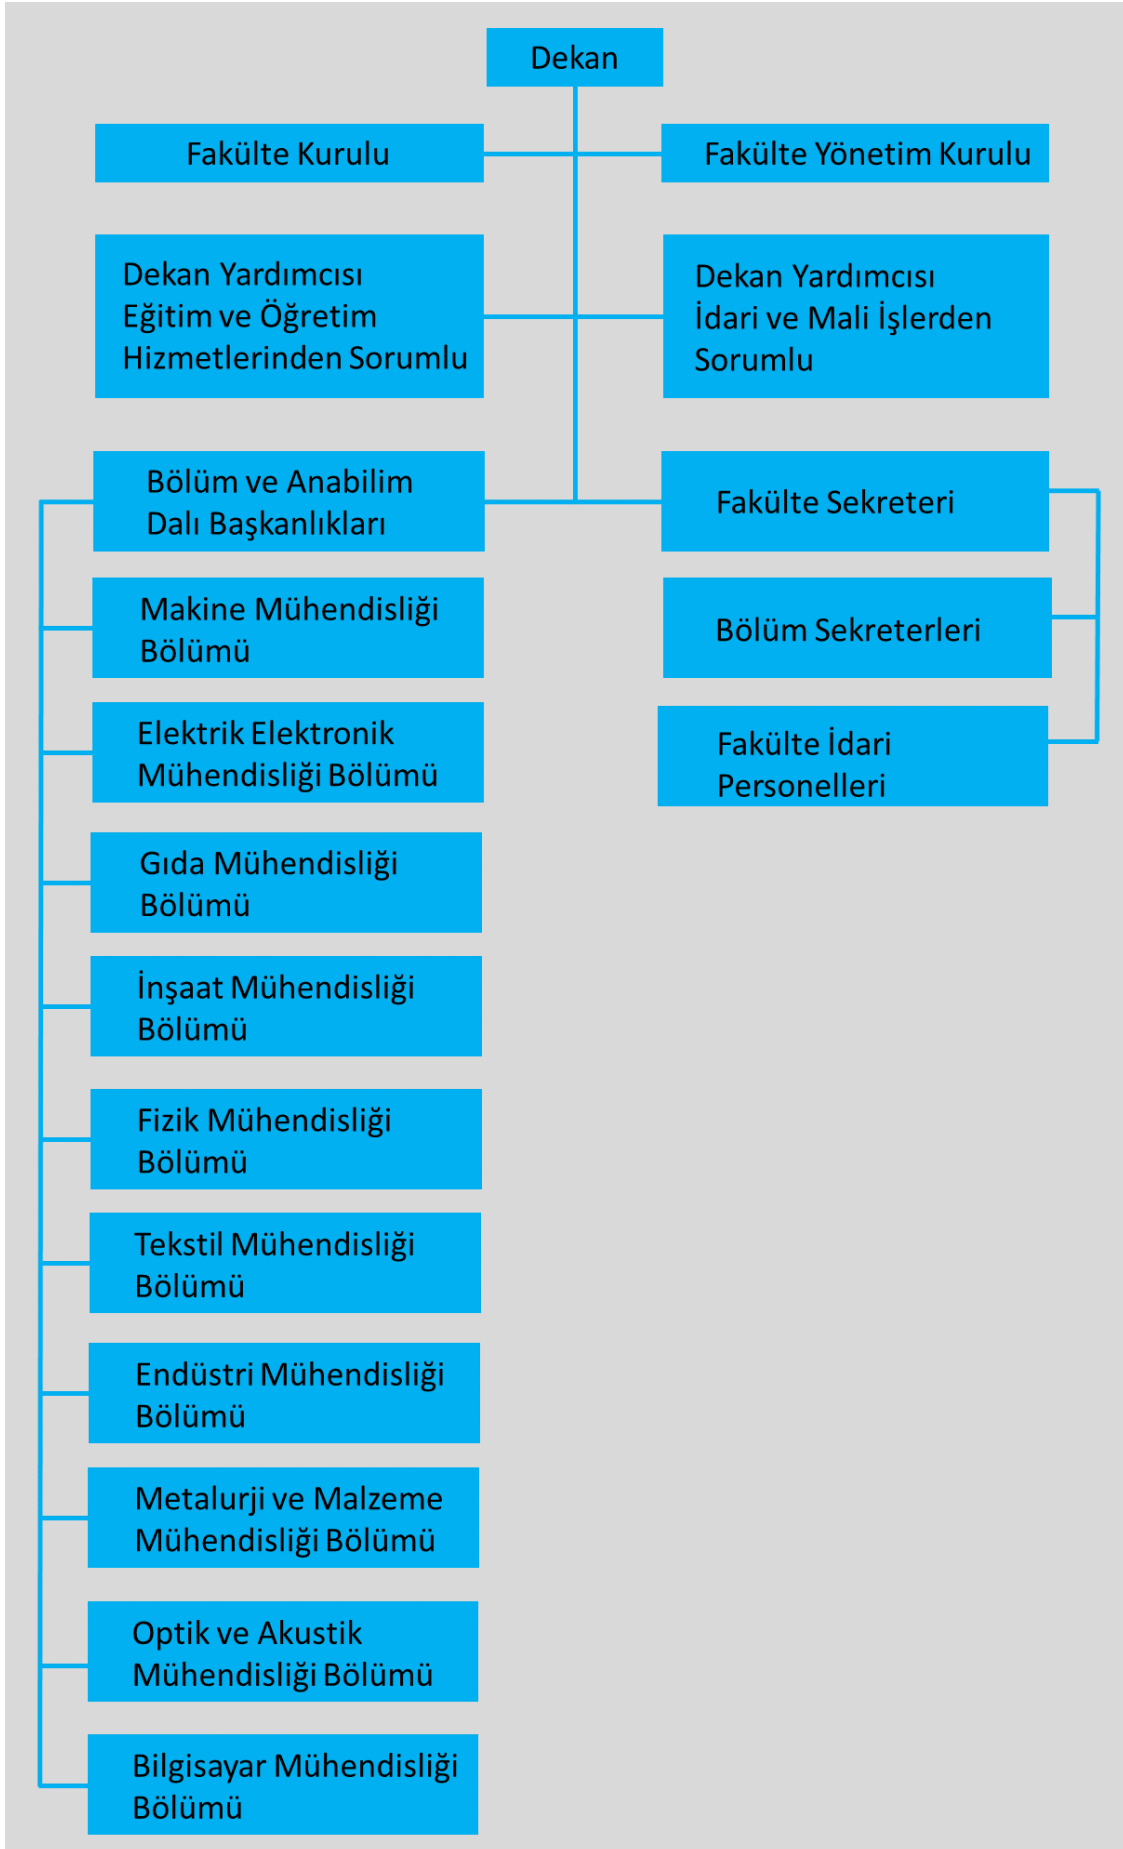 Dekan
Fakülte Kurulu
Fakülte Yönetim Kurulu
Dekan Yardımcısı
Eğitim ve Öğretim
Hizmetlerinden Sorumlu
Dekan Yardımcısı
İdari ve Mali İşlerden
Sorumlu
Bölüm ve Anabilim
Dalı Başkanlıkları
Fakülte Sekreteri
Makine Mühendisliği
Bölümü
Bölüm Sekreterleri
Elektrik Elektronik
Mühendisliği Bölümü
Fakülte İdari
Personelleri
Gıda Mühendisliği
Bölümü
İnşaat Mühendisliği
Bölümü
Fizik Mühendisliği
Bölümü
Tekstil Mühendisliği
Bölümü
Endüstri Mühendisliği
Bölümü
Metalurji ve Malzeme
Mühendisliği Bölümü
Optik ve Akustik
Mühendisliği Bölümü
Bilgisayar Mühendisliği
Bölümü